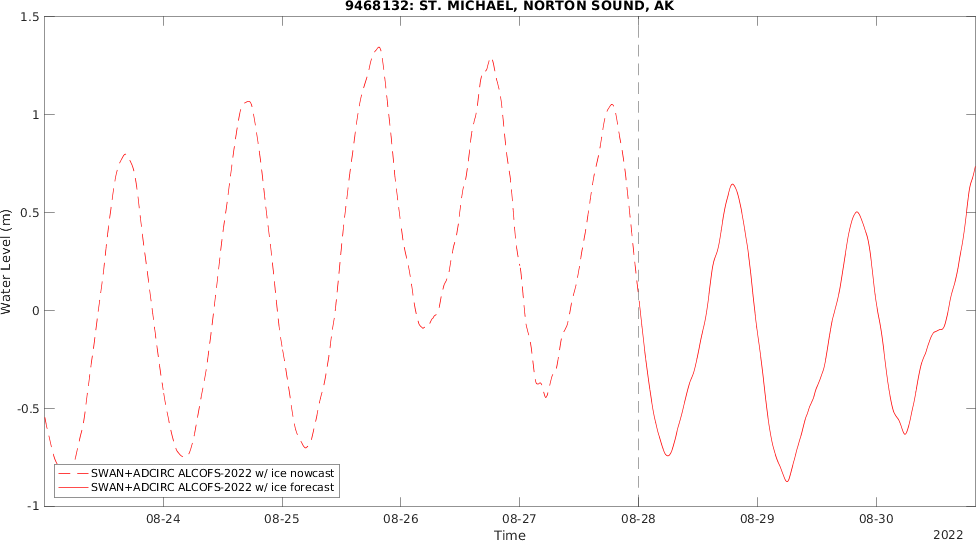 9468132: ST. MICHAEL, NORTON SOUND, AK
1.5
1
0.5
0
-0.5
-1
Water Level (m)
SWAN+ADCIRC ALCOFS-2022 w/ ice nowcast
SWAN+ADCIRC ALCOFS-2022 w/ ice forecast
08-24 08-25 08-26 08-27 08-28 08-29 08-30
Time
2022